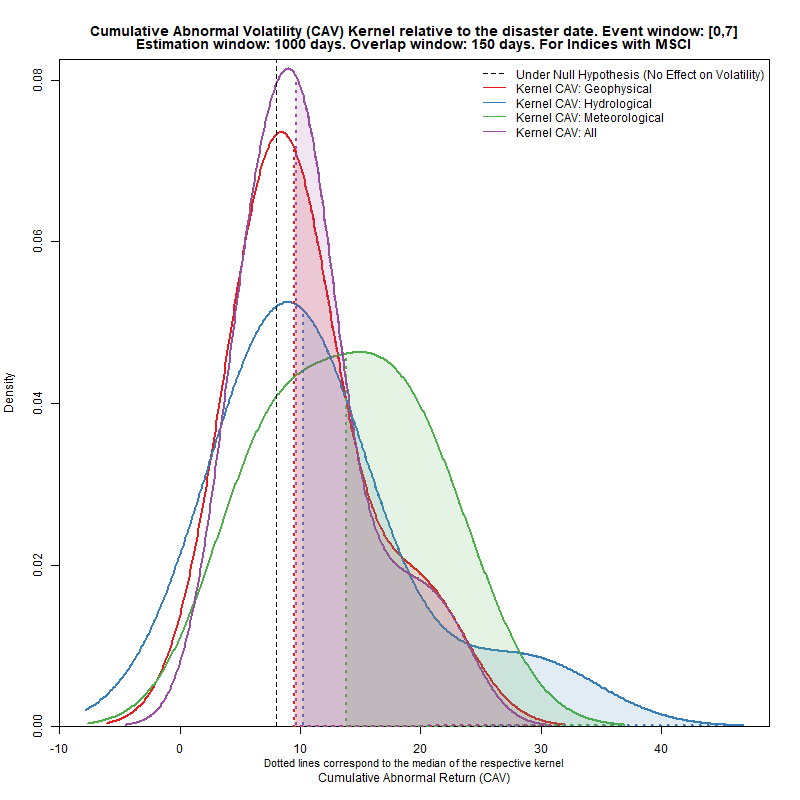 Cumulative Abnormal Volatility (CAV) Kernel relative to the disaster date. Event window: [0,7]
Estimation window: 1000 days. Overlap window: 150 days. For Indices with MSCI
Under Null Hypothesis (No Effect on Volatility)
Kernel CAV: Geophysical
Kernel CAV: Hydrological
Kernel CAV: Meteorological
Kernel CAV: All
Density
0.08
0.06
0.04
0.02
0.00
-10 0 10 20 30 40
Dotted lines correspond to the median of the respective kernel
Cumulative Abnormal Return (CAV)